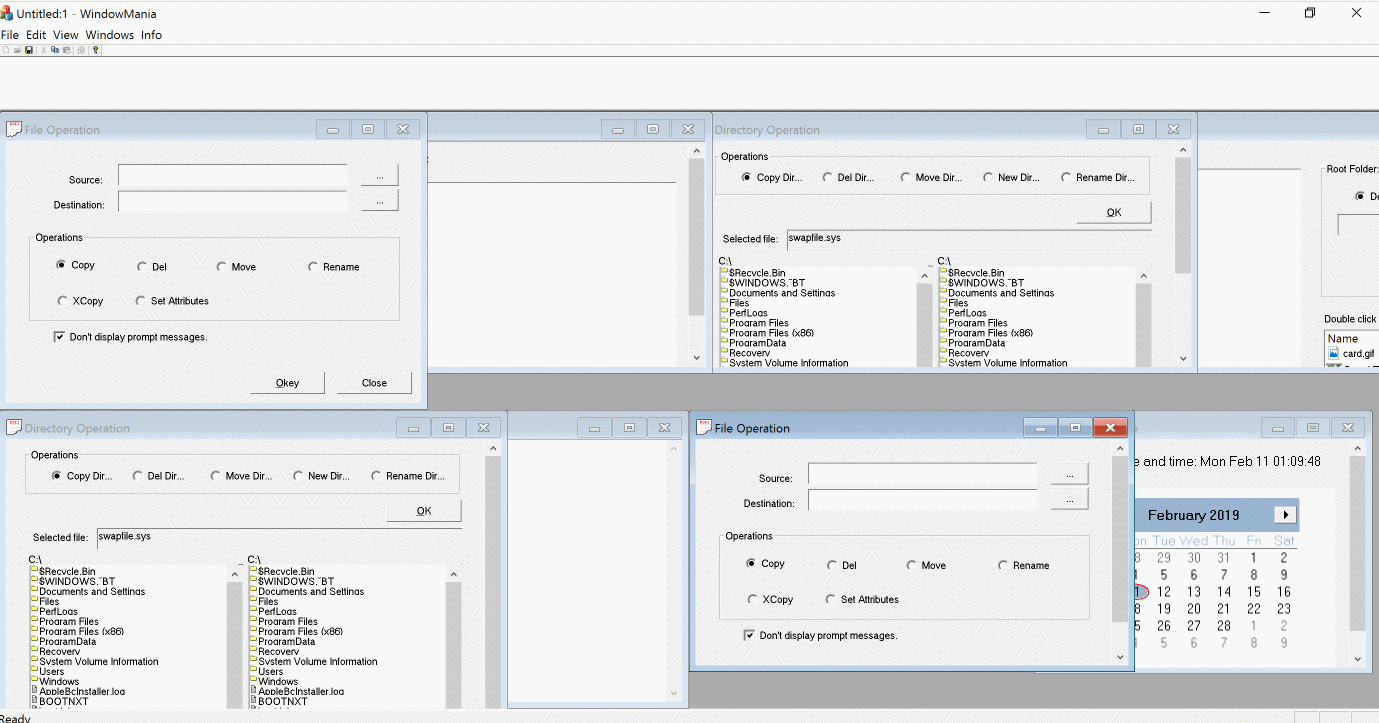 Untitled:1 - WindowMania
File Edit View Windows Info
File Operation
Source:
...
Destination:
...
Operations
Copy Del Move Rename
XCopy Set Attributes
Don't display prompt messages.
Okey Close
Directory Operation
Operations
Copy Dir... Del Dir... Move Dir... New Dir... Rename Dir...
OK
Selected file: swapfile.sys
C:\ C:\
$Recycle.Bin $Recycle.Bin
$WINDOWS.~BT $WINDOWS.~BT
Documents and Settings Documents and Settings
Files Files
PerfLogs PerfLogs
Program Files Program Files
Program Files (x86) Program Files (x86)
ProgramData ProgramData
Recovery Recovery
System Volume Information System Volume Information
Root Folder:
Double click
Name
card.gif
Directory Operation
Operations
Copy Dir... Del Dir... Move Dir... New Dir... Rename Dir...
OK
Selected file: swapfile.sys
C:\ C:\
$Recycle.Bin $Recycle.Bin
$WINDOWS.~BT $WINDOWS.~BT
Documents and Settings Documents and Settings
Files Files
PerfLogs PerfLogs
Program Files Program Files
Program Files (x86) Program Files (x86)
ProgramData ProgramData
Recovery Recovery
System Volume Information System Volume Information
Users Users
Windows Windows
AppleBcInstaller.log AppleBcInstaller.log
BOOTNXT BOOTNXT
File Operation
Source:
...
Destination:
...
Operations
Copy Del Move Rename
XCopy Set Attributes
Don't display prompt messages.
e and time: Mon Feb 11 01:09:48
February 2019
on Tue Wed Thu Fri Sat
8 29 30 31 1 2
4 5 6 7 8 9
1 12 13 14 15 16
8 19 20 21 22 23
5 26 27 28 1 2
4 5 6 7 8 9
Ready